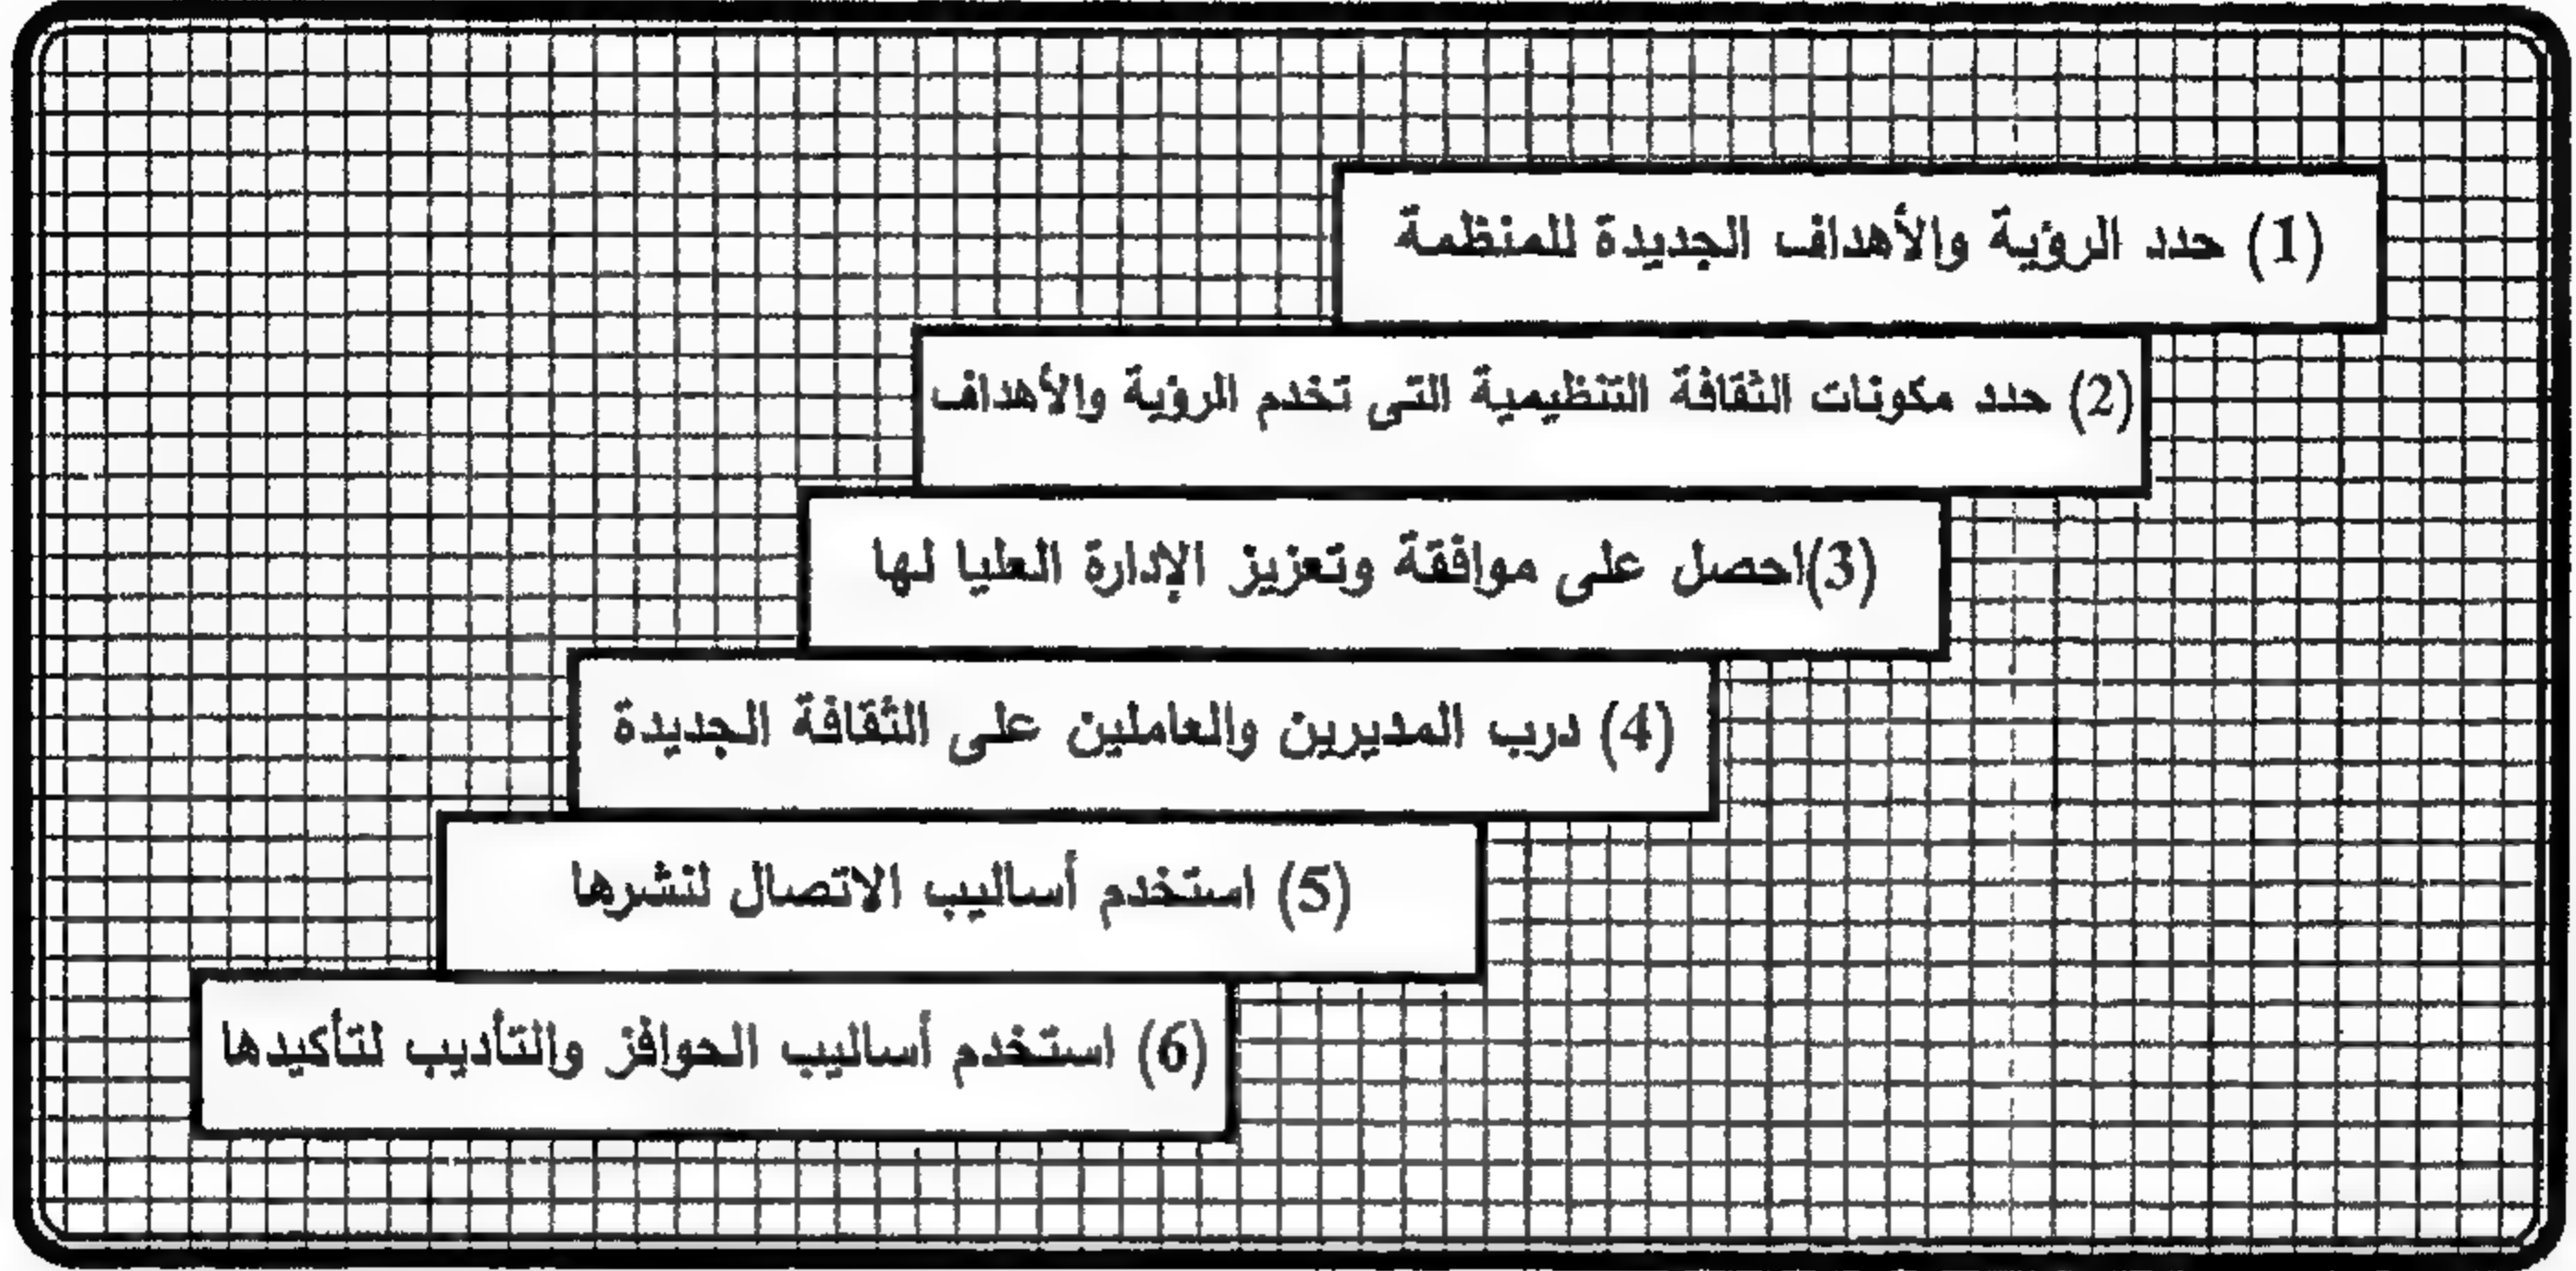 (1) حدد الرؤية والأهداف الجديدة للمنظمة
(2) حدد مكونات الثقافة التنظيمية التى تخدم الرؤية والأهداف
(3)احصل على موافقة وتعزيز الإدارة العليا لها
(4) درب المديرين والعاملين على الثقافة الجديدة
(5) استخدم أساليب الاتصال لنشرها
(6) استخدم أساليب الحوافز والتأديب لتأكيدها